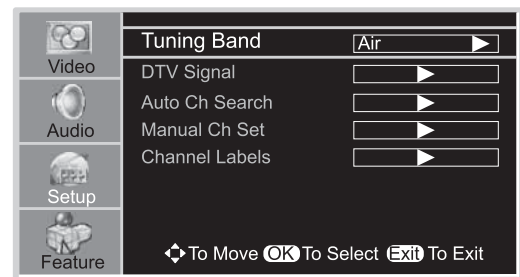 Video
Audio
Setup
Feature
Tuning Band Air
DTV Signal
Auto Ch Search
Manual Ch Set
Channel Labels
To Move OK To Select Exit To Exit